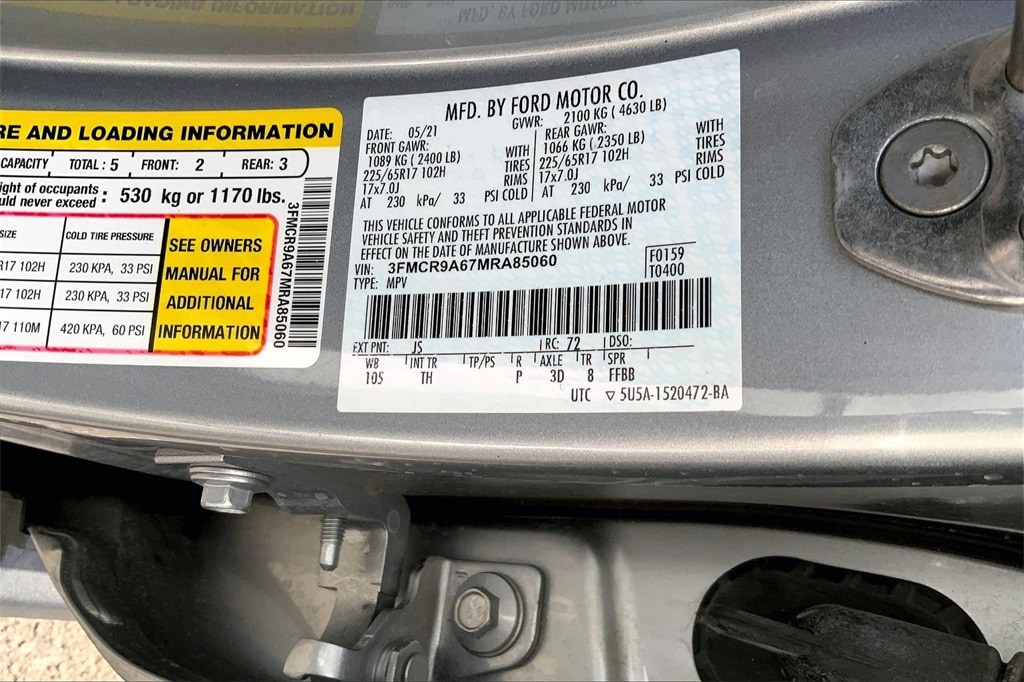 RE AND LOADING INFORMATION
CAPACITY TOTAL : 5 FRONT: 2 REAR: 3
ight of occupants
uld never exceed : 530 kg or 1170 lbs.
SIZE COLD TIRE PRESSURE
R17 102H 230 KPA, 33 PSI
17 102H 230 KPA, 33 PSI
17 110M 420 KPA, 60 PSI
SEE OWNERS
MANUAL FOR
ADDITIONAL
INFORMATION
3FMCR9A67MRA85060
MFD. BY FORD MOTOR CO.
DATE: 05/21 GVWR: 2100 KG ( 4630 LB)
FRONT GAWR: REAR GAWR:
1089 KG (2400 LB) WITH 1066 KG ( 2350 LB) WITH
225/65R17 102H TIRES 225/65R17 102H TIRES
17x7.0J RIMS 17x7.0J RIMS
AT 230 kPa/ 33 PSI COLD AT 230 kPa/ 33 PSI COLD
THIS VEHICLE CONFORMS TO ALL APPLICABLE FEDERAL MOTOR
VEHICLE SAFETY AND THEFT PREVENTION STANDARDS IN
EFFECT ON THE DATE OF MANUFACTURE SHOWN ABOVE.
VIN: 3FMCR9A67MRA85060 F0159
TYPE: MPV T0400
EXT PNT: JS RC: 72 DSO:
WB INT TR TP/PS R AXLE TR SPR
105 TH P 3D 8 FFBB
UTC ▽ 5U5A-1520472-BA